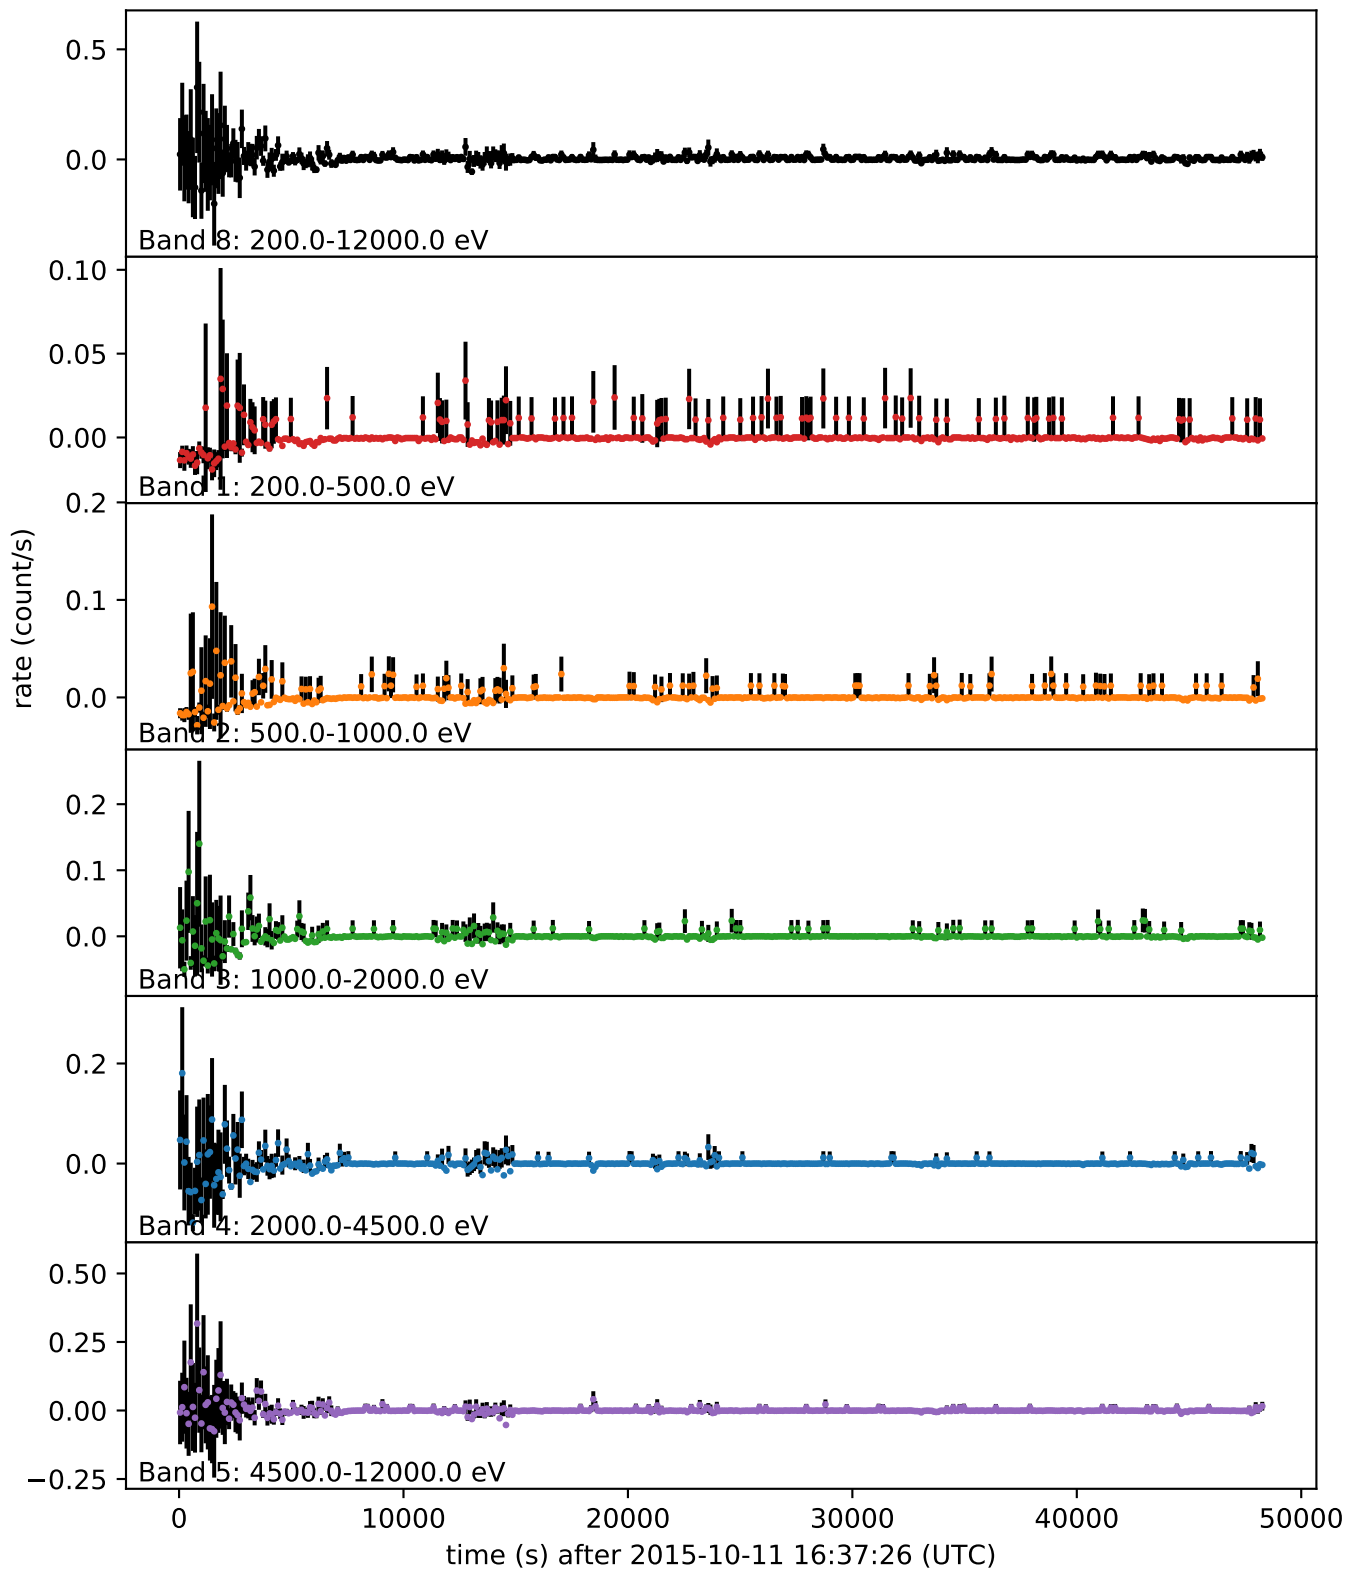 0.5
0.0
Band 8: 200.0-12000.0 eV
0.10
0.05
0.00
Band 1: 200.0-500.0 eV
0.2
0.1
0.0
Band 2: 500.0-1000.0 eV
rate (count/s)
0.2
0.1
0.0
Band 3: 1000.0-2000.0 eV
0.2
0.0
Band 4: 2000.0-4500.0 eV
0.50
0.25
0.00
−0.25
Band 5: 4500.0-12000.0 eV
0 10000 20000 30000 40000 50000
time (s) after 2015-10-11 16:37:26 (UTC)